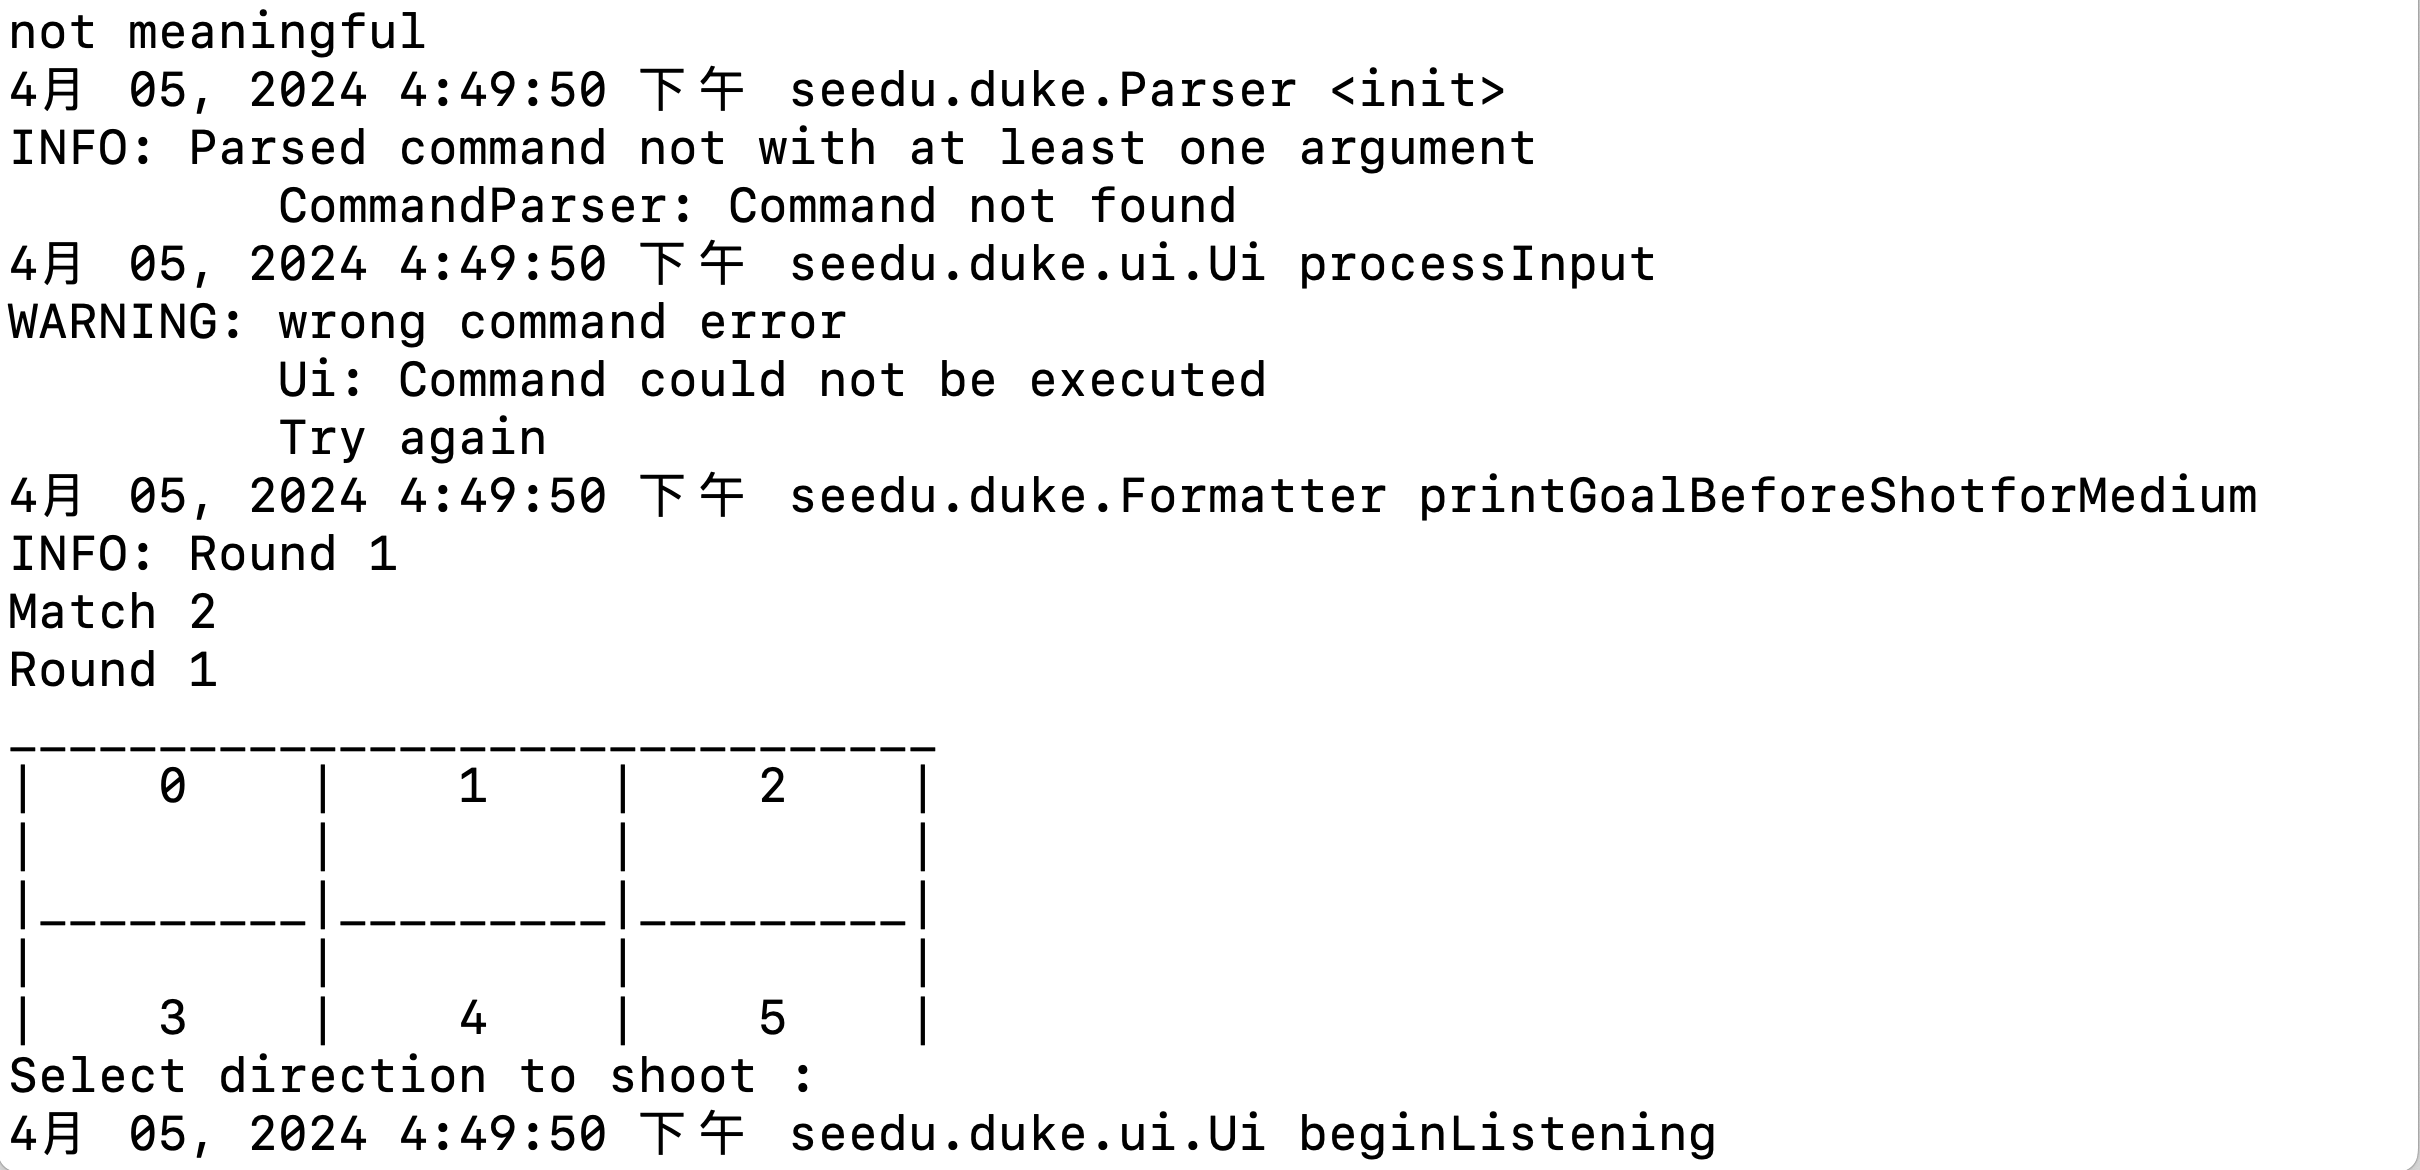 not meaningful
4月 05, 2024 4:49:50 下午 seedu.duke.Parser <init>
INFO: Parsed command not with at least one argument
         CommandParser: Command not found
4月 05, 2024 4:49:50 下午 seedu.duke.ui.Ui processInput
WARNING: wrong command error
         Ui: Command could not be executed
         Try again
4月 05, 2024 4:49:50 下午 seedu.duke.Formatter printGoalBeforeShotforMedium
INFO: Round 1
Match 2
Round 1
_______________________________
|    0    |    1    |    2    |
|         |         |         |
|_________|_________|_________|
|         |         |         |
|    3    |    4    |    5    |
Select direction to shoot :
4月 05, 2024 4:49:50 下午 seedu.duke.ui.Ui beginListening